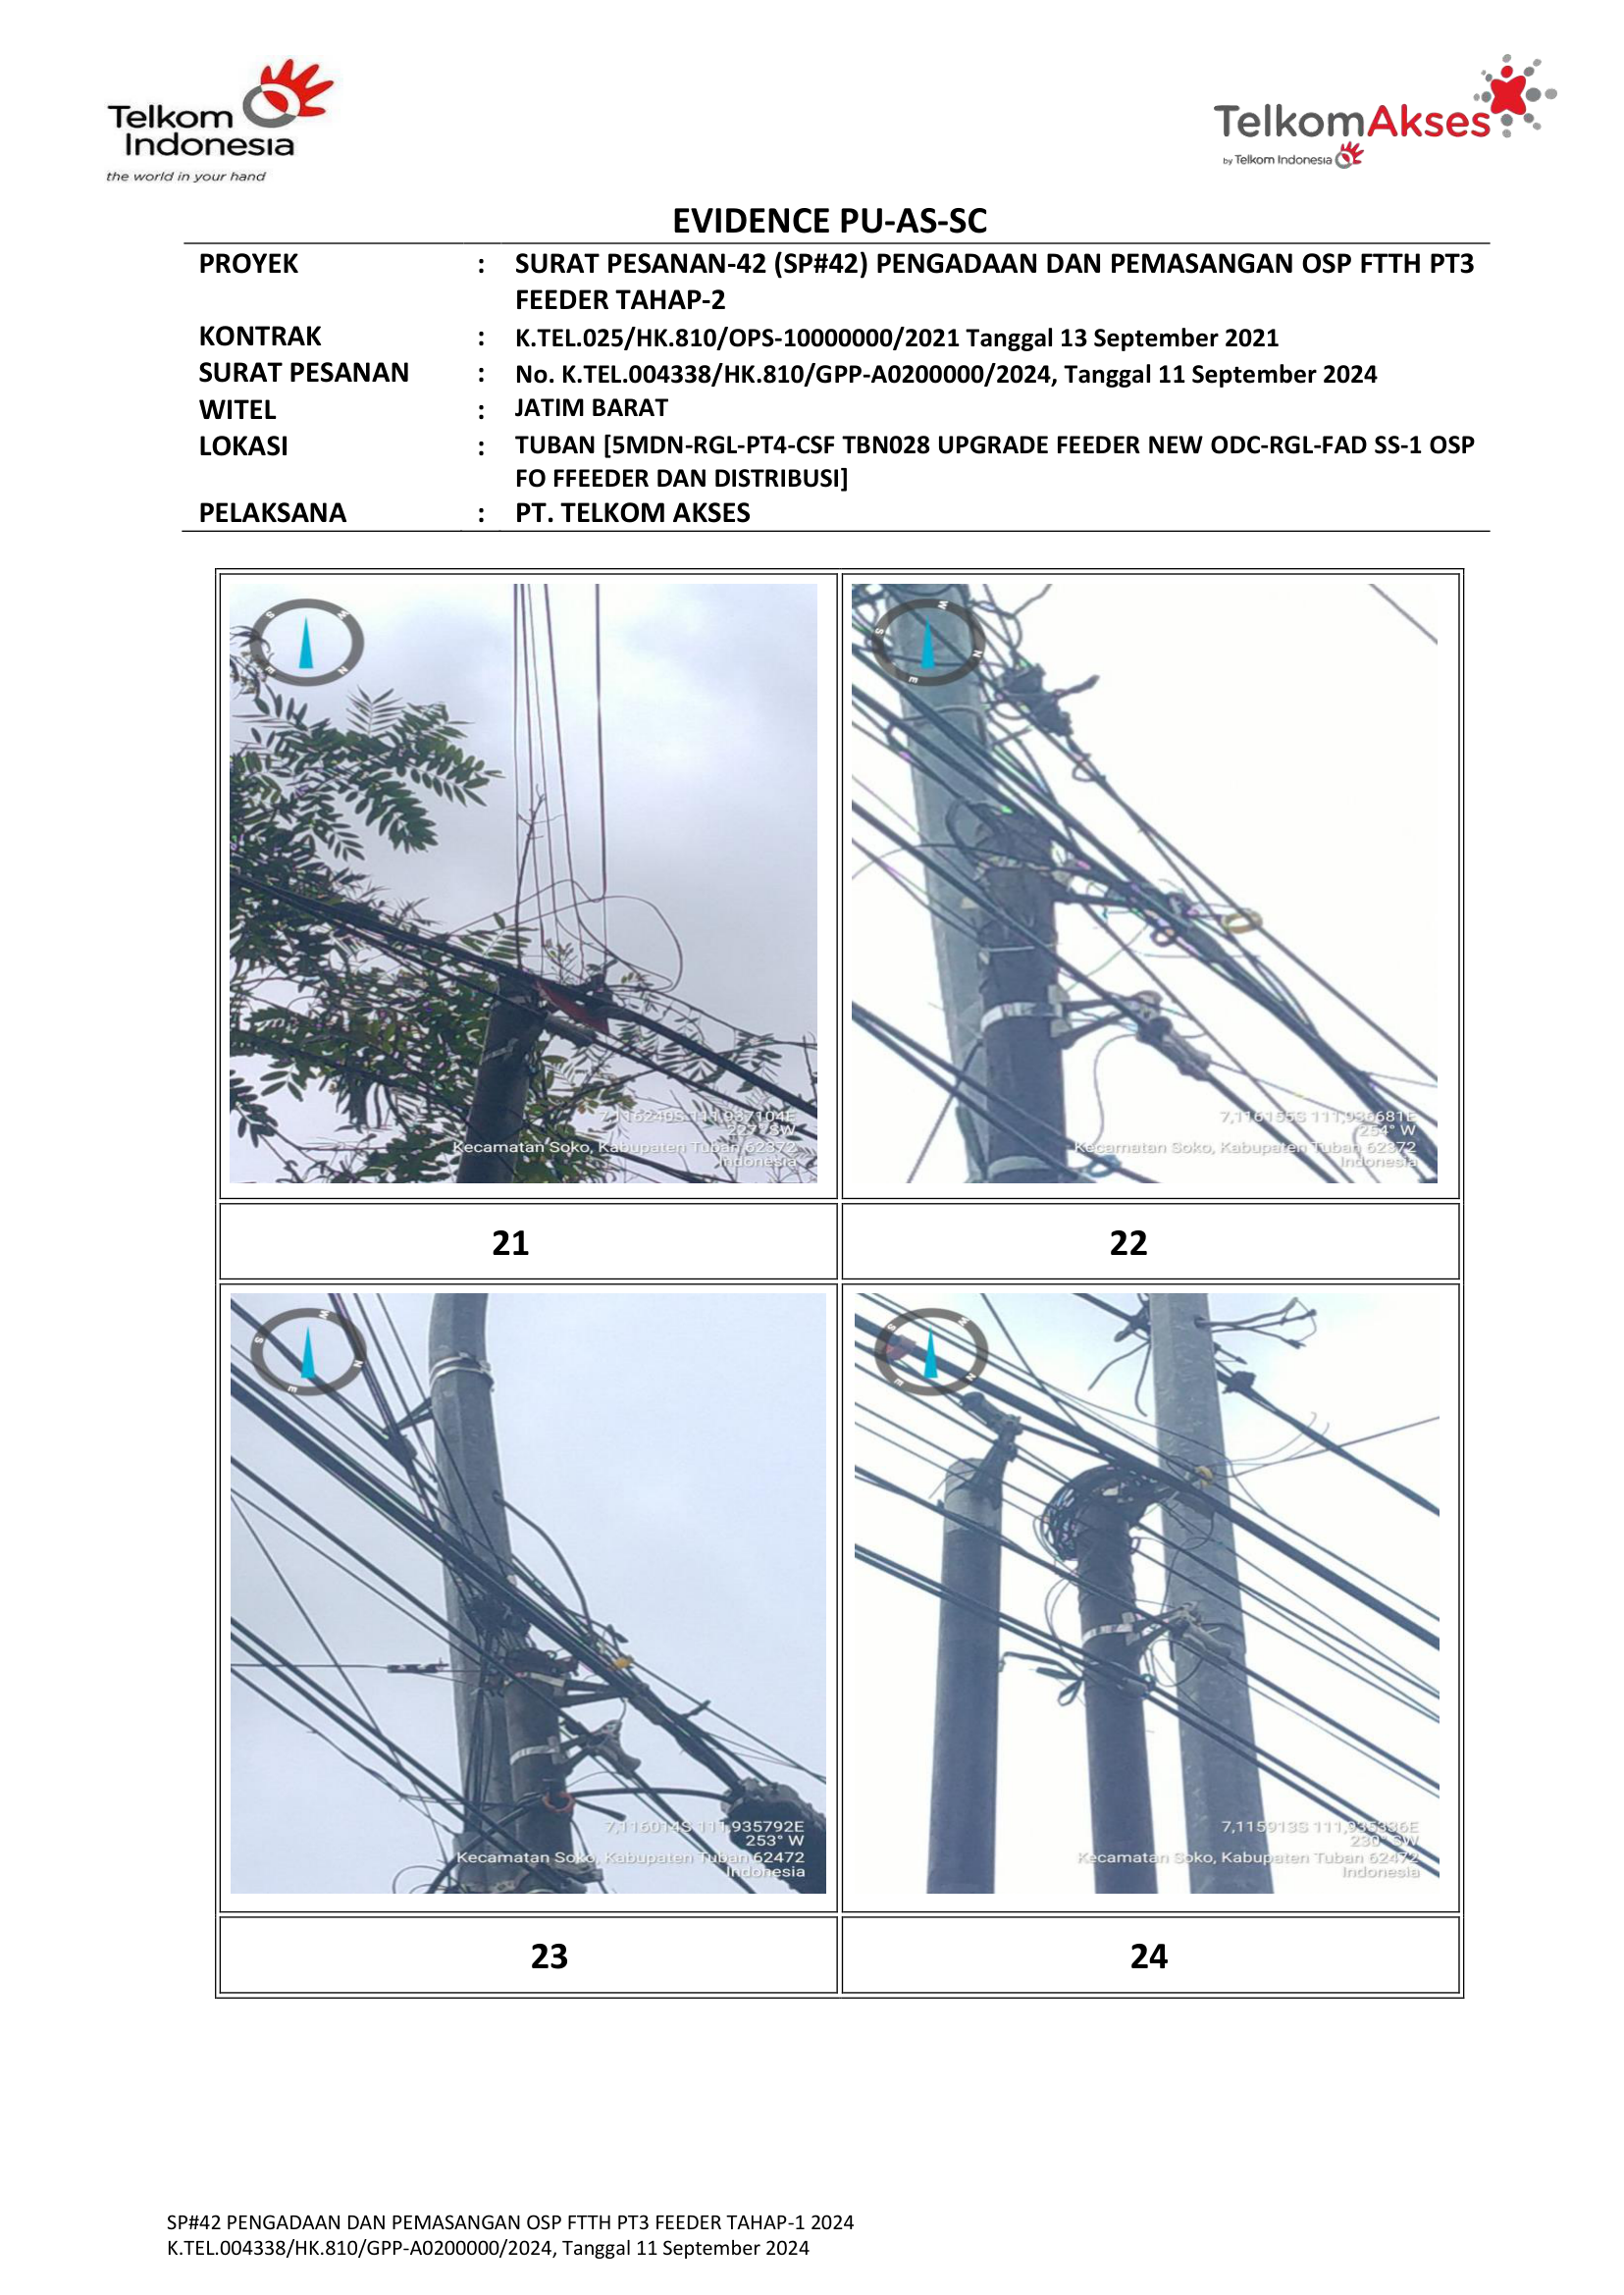 Telkom
Indonesia
the world in your hand
TelkomAkses
by Telkom Indonesia
EVIDENCE PU-AS-SC
PROYEK : SURAT PESANAN-42 (SP#42) PENGADAAN DAN PEMASANGAN OSP FTTH PT3
FEEDER TAHAP-2
KONTRAK : K.TEL.025/HK.810/OPS-10000000/2021 Tanggal 13 September 2021
SURAT PESANAN : No. K.TEL.004338/HK.810/GPP-A0200000/2024, Tanggal 11 September 2024
WITEL : JATIM BARAT
LOKASI : TUBAN [5MDN-RGL-PT4-CSF TBN028 UPGRADE FEEDER NEW ODC-RGL-FAD SS-1 OSP
FO FFEEDER DAN DISTRIBUSI]
PELAKSANA : PT. TELKOM AKSES
S W N E
7,116240S 111,937104E
227° SW
Kecamatan Soko, Kabupaten Tuban 62372
Indonesia
S W N E
7,116155S 111,936681E
254° W
Kecamatan Soko, Kabupaten Tuban 62372
Indonesia
21
22
S W N E
7,116014S 111,935792E
253° W
Kecamatan Soko, Kabupaten Tuban 62472
Indonesia
S W N E
7,115913S 111,935336E
230° SW
Kecamatan Soko, Kabupaten Tuban 62472
Indonesia
23
24
SP#42 PENGADAAN DAN PEMASANGAN OSP FTTH PT3 FEEDER TAHAP-1 2024
K.TEL.004338/HK.810/GPP-A0200000/2024, Tanggal 11 September 2024